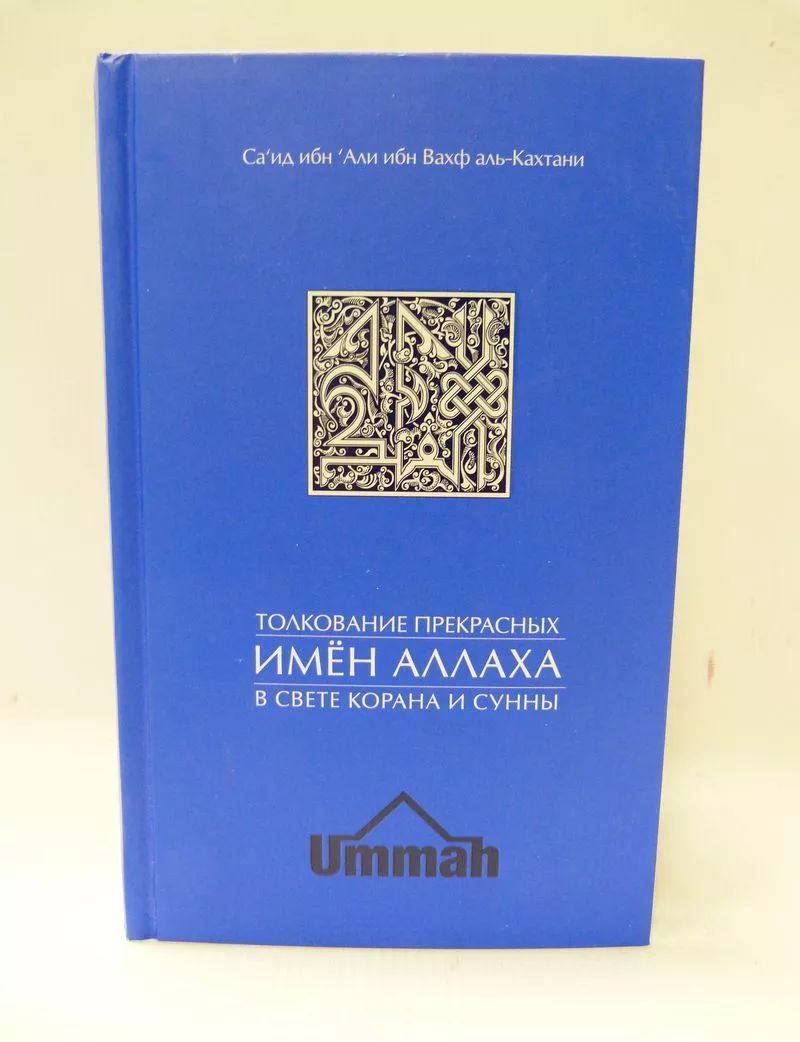 Са‘ид ибн ‘Али ибн Вахф аль-Кахтани
ТОЛКОВАНИЕ ПРЕКРАСНЫХ
ИМЁН АЛЛАХА
В СВЕТЕ КОРАНА И СУННЫ
Ummah